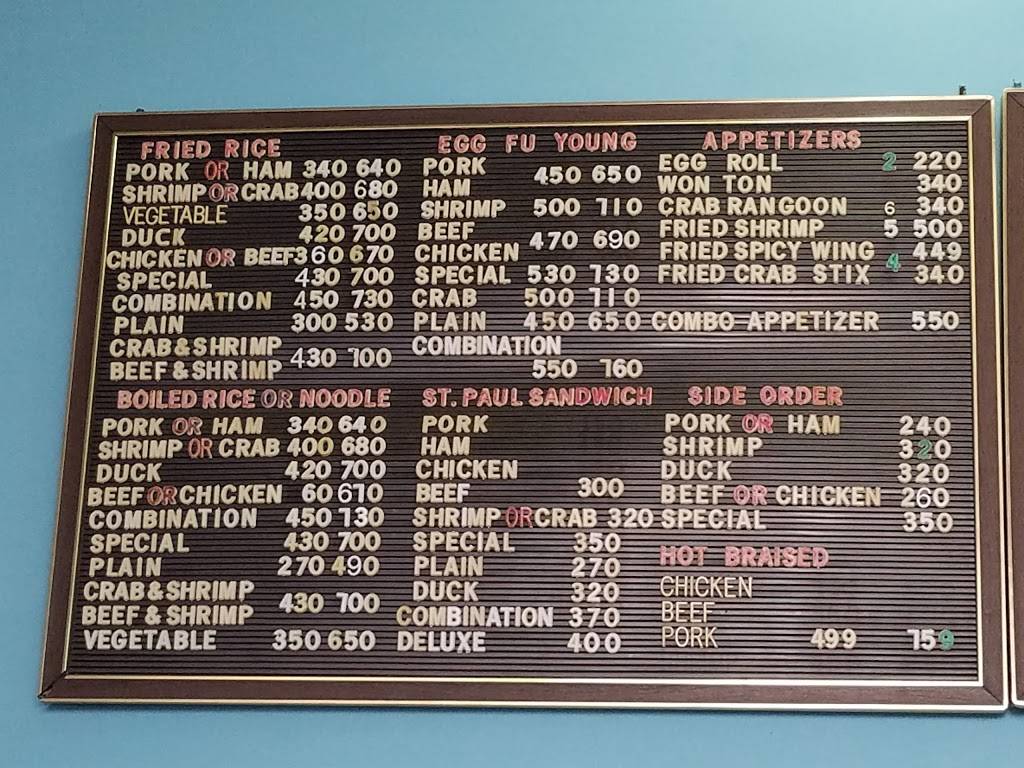 FRIED RICE
PORK OR HAM 340 640
SHRIMP OR CRAB 400 680
VEGETABLE 350 650
DUCK 420 700
CHICKEN OR BEEF 360 670
SPECIAL 430 700
COMBINATION 450 730
PLAIN 300 530
CRAB & SHRIMP
430 700
BEEF & SHRIMP
BOILED RICE OR NOODLE
PORK OR HAM 340 640
SHRIMP OR CRAB 400 680
DUCK 420 700
BEEF OR CHICKEN 60 670
COMBINATION 450 730
SPECIAL 430 700
PLAIN 270 490
CRAB & SHRIMP
430 700
BEEF & SHRIMP
VEGETABLE 350 650
EGG FU YOUNG
PORK
450 650
HAM
SHRIMP 500 710
BEEF
470 690
CHICKEN
SPECIAL 530 730
CRAB 500 710
PLAIN 450 650
COMBINATION
550 760
ST. PAUL SANDWICH
PORK
HAM
CHICKEN
BEEF 300
SHRIMP OR CRAB 320
SPECIAL 350
PLAIN 270
DUCK 320
COMBINATION 370
DELUXE 400
APPETIZERS
EGG ROLL 2 220
WON TON 340
CRAB RANGOON 6 340
FRIED SHRIMP 5 500
FRIED SPICY WING 449
4
FRIED CRAB STIX 340
COMBO APPETIZER 550
SIDE ORDER
PORK OR HAM 240
SHRIMP 320
DUCK 320
BEEF OR CHICKEN 260
SPECIAL 350
HOT BRAISED
CHICKEN
BEEF
PORK 499 759